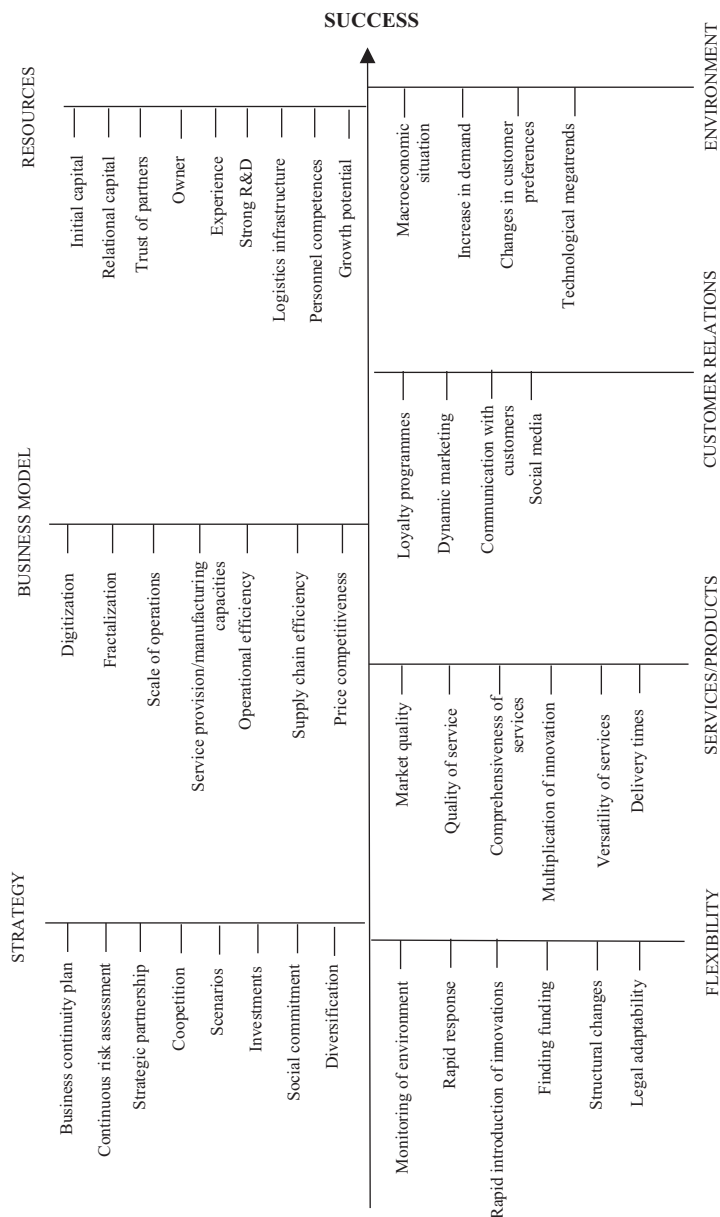 SUCCESS
STRATEGY
Business continuity plan
Continuous risk assessment
Strategic partnership
Coopetition
Scenarios
Investments
Social commitment
Diversification
BUSINESS MODEL
Digitization
Fractalization
Scale of operations
Service provision/manufacturing
capacities
Operational efficiency
Supply chain efficiency
Price competitiveness
RESOURCES
Initial capital
Relational capital
Trust of partners
Owner
Experience
Strong R&D
Logistics infrastructure
Personnel competences
Growth potential
Monitoring of environment
Rapid response
Rapid introduction of innovations
Finding funding
Structural changes
Legal adaptability
FLEXIBILITY
Market quality
Quality of service
Comprehensiveness of
services
Multiplication of innovation
Versatility of services
Delivery times
SERVICES/PRODUCTS
Loyalty programmes
Dynamic marketing
Communication with
customers
Social media
CUSTOMER RELATIONS
Macroeconomic
situation
Increase in demand
Changes in customer
preferences
Technological megatrends
ENVIRONMENT